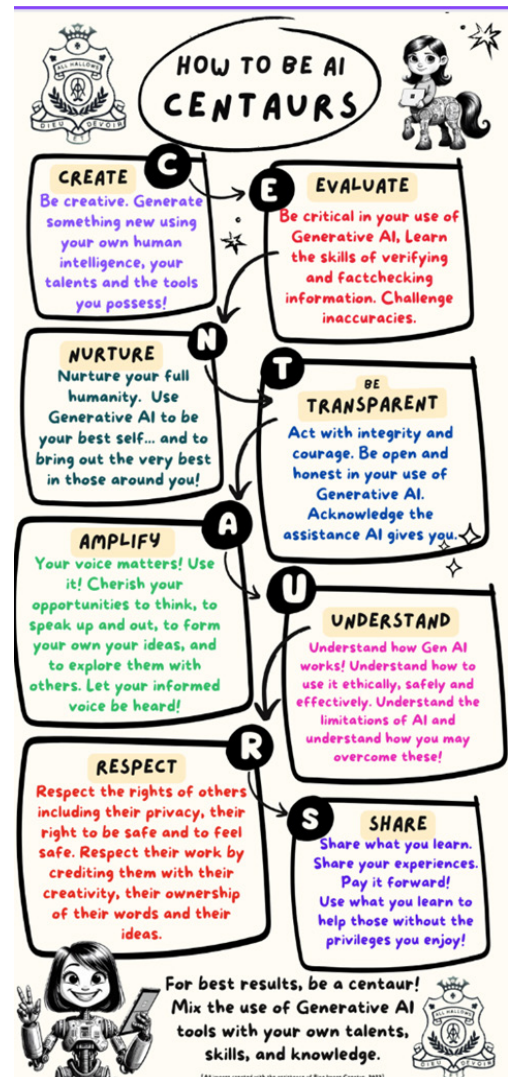 ALL HALLOWS
DIEU ET DEVOIR
HOW TO BE AI
CENTAURS
C
CREATE
Be creative. Generate
something new using
your own human
intelligence, your
talents and the tools
you possess!
E
EVALUATE
Be critical in your use of
Generative AI, Learn
the skills of verifying
and factchecking
information. Challenge
inaccuracies.
N
NURTURE
Nurture your full
humanity. Use
Generative AI to be
your best self... and to
bring out the very best
in those around you!
T
BE
TRANSPARENT
Act with integrity and
courage. Be open and
honest in your use of
Generative AI.
Acknowledge the
assistance AI gives you.
A
AMPLIFY
Your voice matters! Use
it! Cherish your
opportunities to think, to
speak up and out, to form
your own your ideas, and
to explore them with
others. Let your informed
voice be heard!
U
UNDERSTAND
Understand how Gen AI
works! Understand how to
use it ethically, safely and
effectively. Understand the
limitations of AI and
understand how you may
overcome these!
R
RESPECT
Respect the rights of others
including their privacy, their
right to be safe and to feel
safe. Respect their work by
crediting them with their
creativity, their ownership
of their words and their
ideas.
S
SHARE
Share what you learn.
Share your experiences.
Pay it forward!
Use what you learn to
help those without the
privileges you enjoy!
For best results, be a centaur!
Mix the use of Generative AI
tools with your own talents,
skills, and knowledge.
ALL HALLOWS
DIEU ET DEVOIR